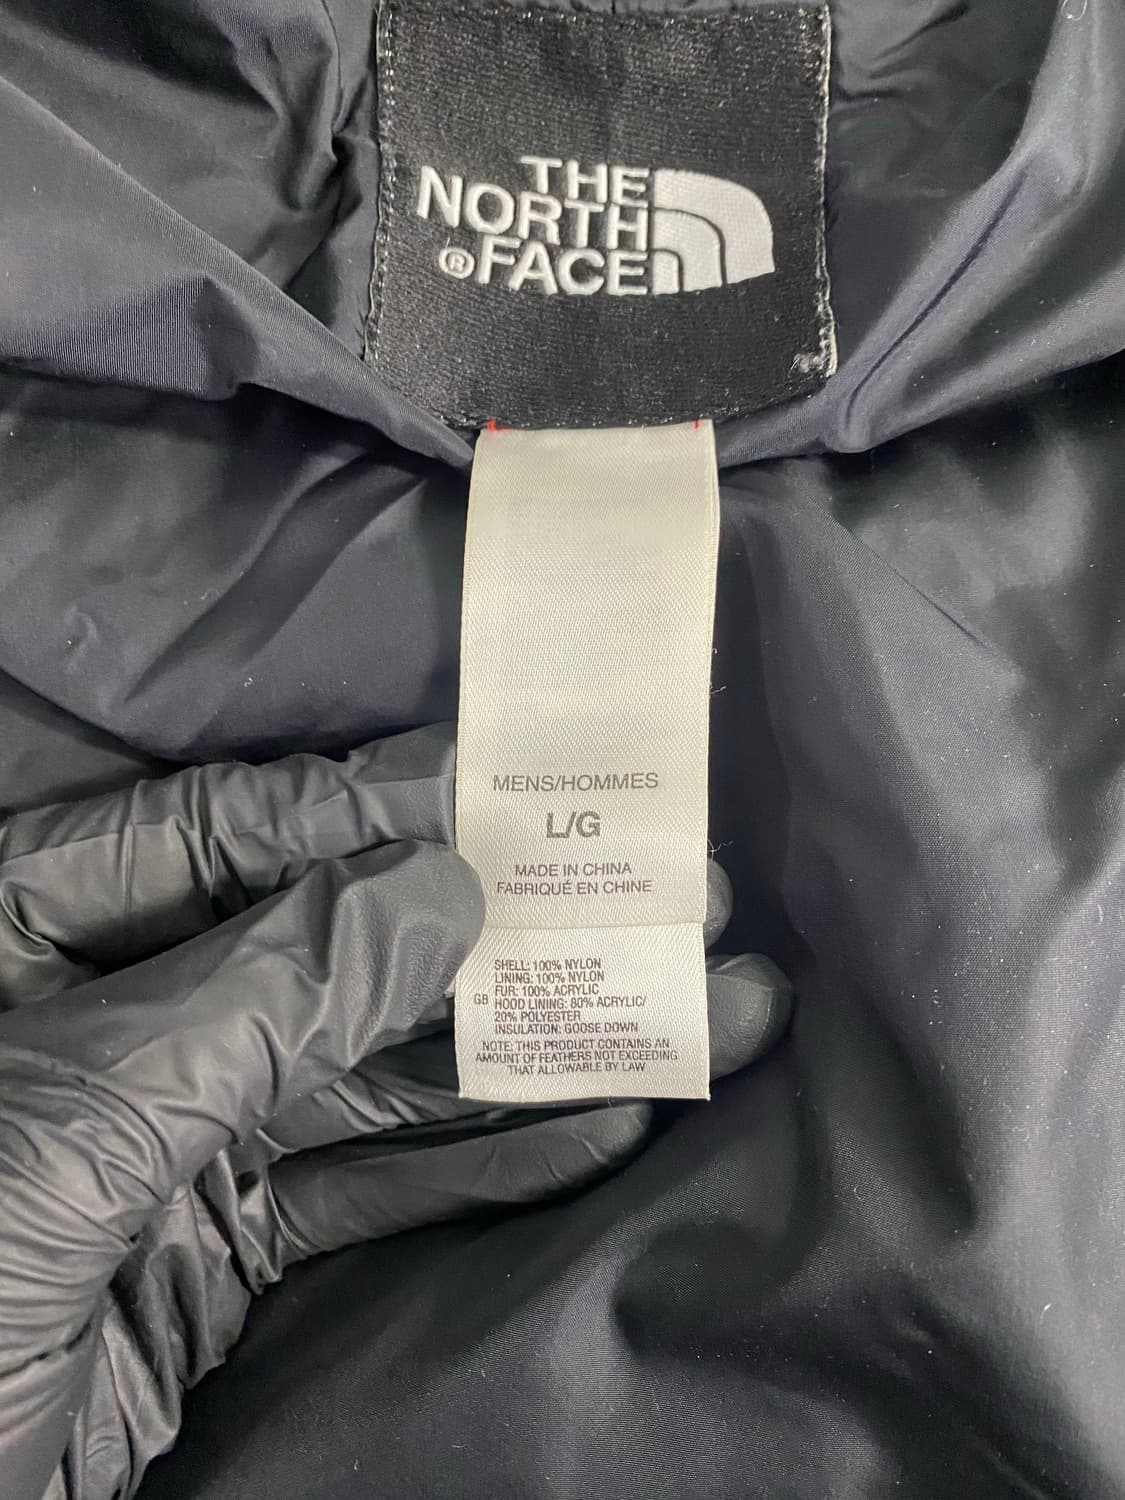 THE
NORTH
® FACE
MENS/HOMMES
L/G
MADE IN CHINA
FABRIQUÉ EN CHINE
SHELL: 100% NYLON
LINING: 100% NYLON
FUR: 100% ACRYLIC
GB HOOD LINING: 80% ACRYLIC/
20% POLYESTER
INSULATION: GOOSE DOWN
NOTE: THIS PRODUCT CONTAINS AN
AMOUNT OF FEATHERS NOT EXCEEDING
THAT ALLOWABLE BY LAW